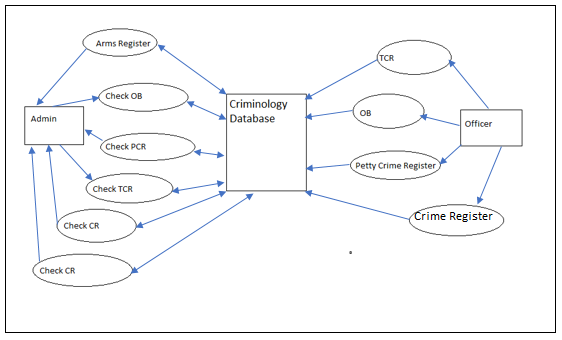 Arms Register
TCR
Check OB
Criminology
Database
OB
Admin
Officer
Check PCR
Petty Crime Register
Check TCR
Crime Register
Check CR
Check CR